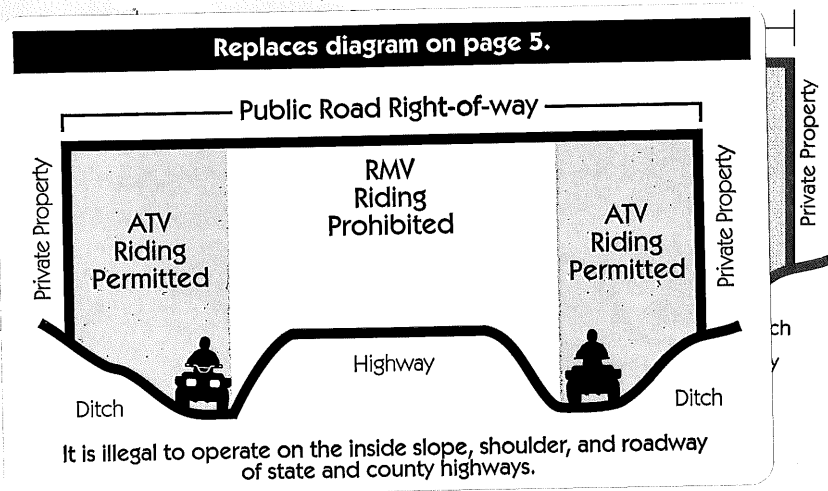 Replaces diagram on page 5.
Public Road Right-of-way
Private Property
ATV
Riding
Permitted
RMV
Riding
Prohibited
ATV
Riding
Permitted
Private Property
Private Property
Highway
Ditch
Ditch
ch
y
It is illegal to operate on the inside slope, shoulder, and roadway
of state and county highways.